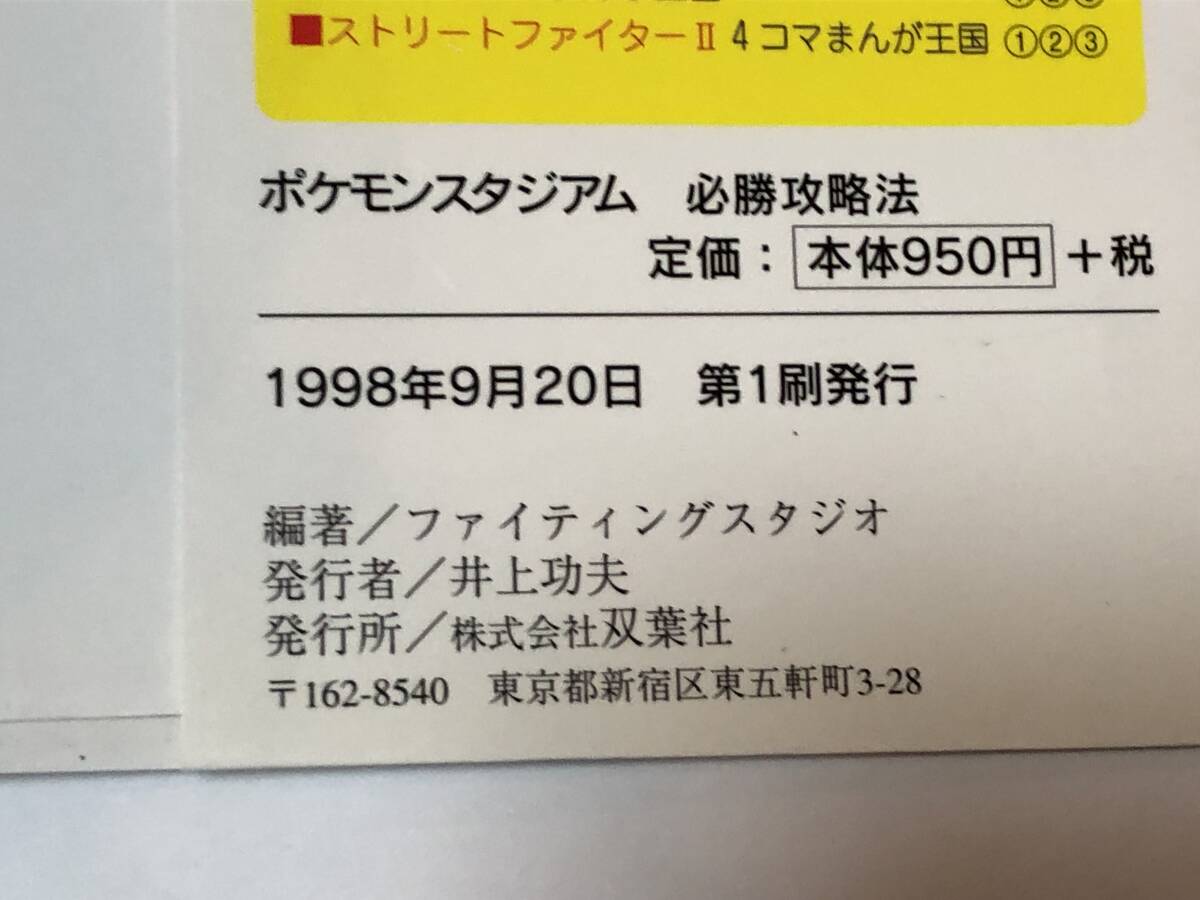 ■ストリートファイターⅡ 4コマまんが王国 ①②③
ポケモンスタジアム 必勝攻略法
定価: 本体950円 +税
1998年9月20日 第1刷発行
編著/ファイティングスタジオ
発行者/井上功夫
発行所/株式会社双葉社
〒162-8540 東京都新宿区東五軒町3-28